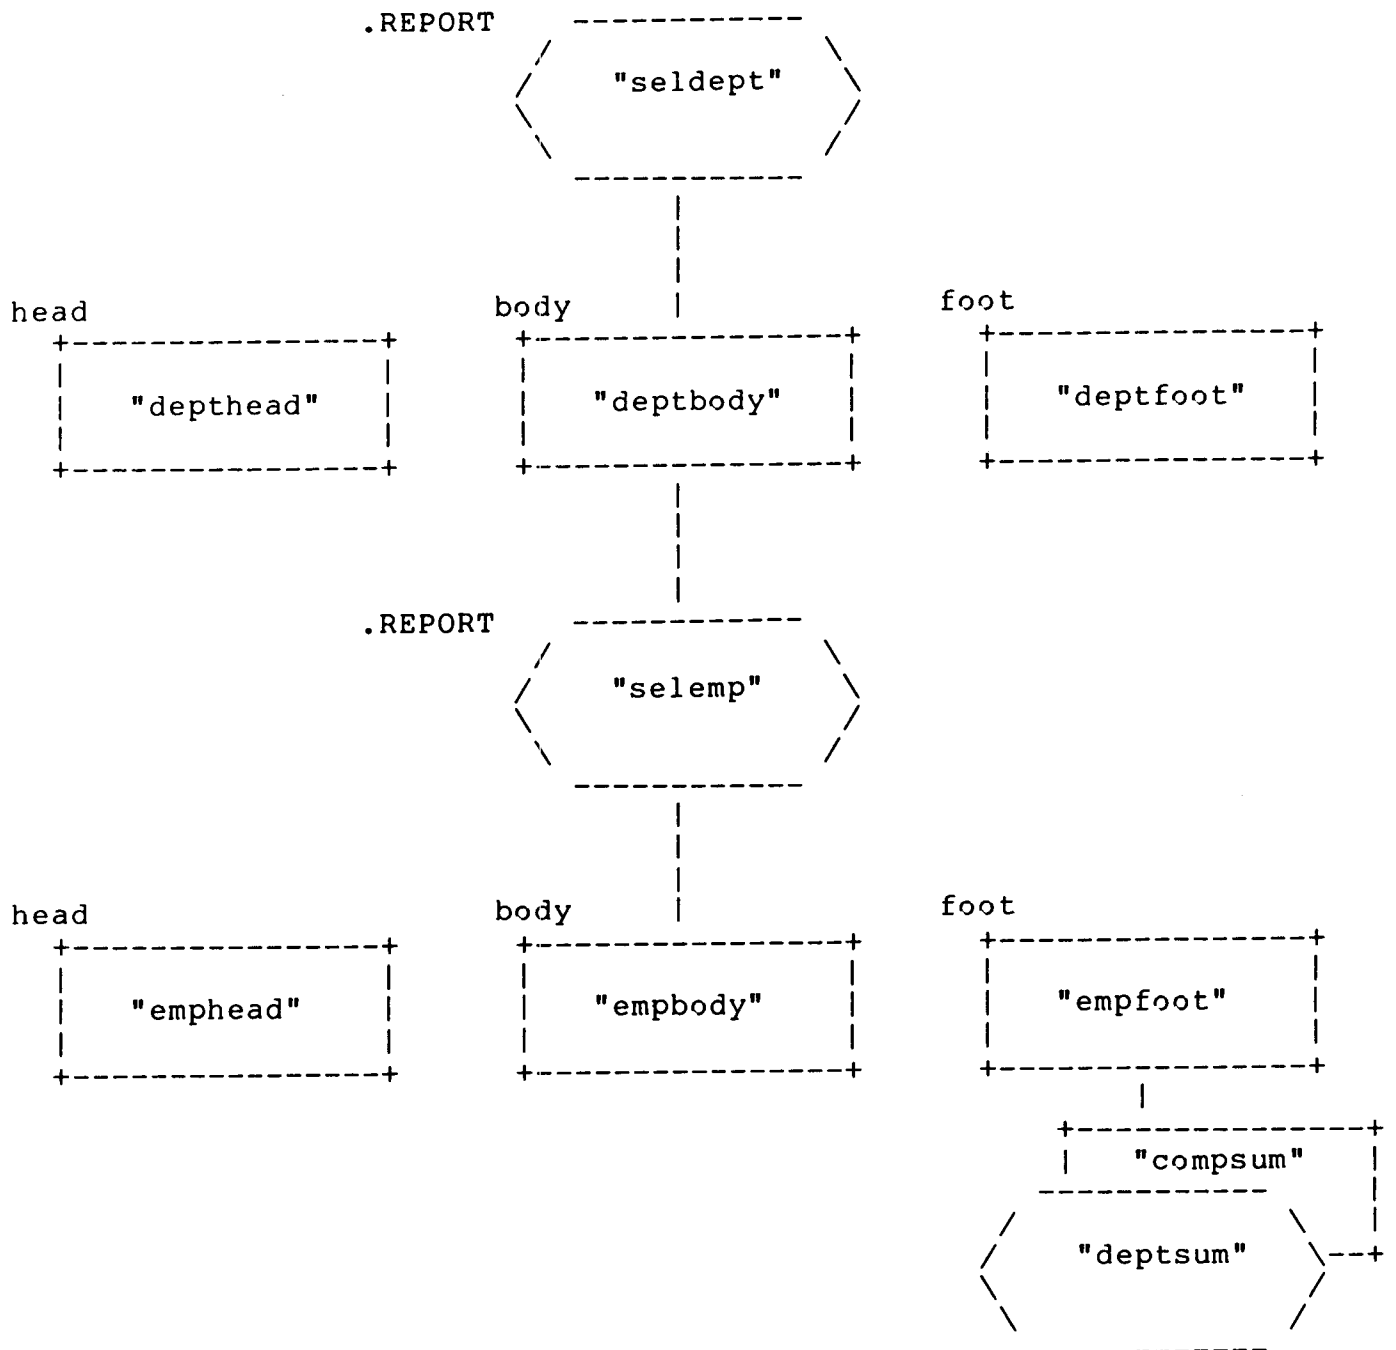 .REPORT
"seldept"
head body foot
"depthead" "deptbody" "deptfoot"
.REPORT
"selemp"
head body foot
"emphead" "empbody" "empfoot"
"compsum"
"deptsum"